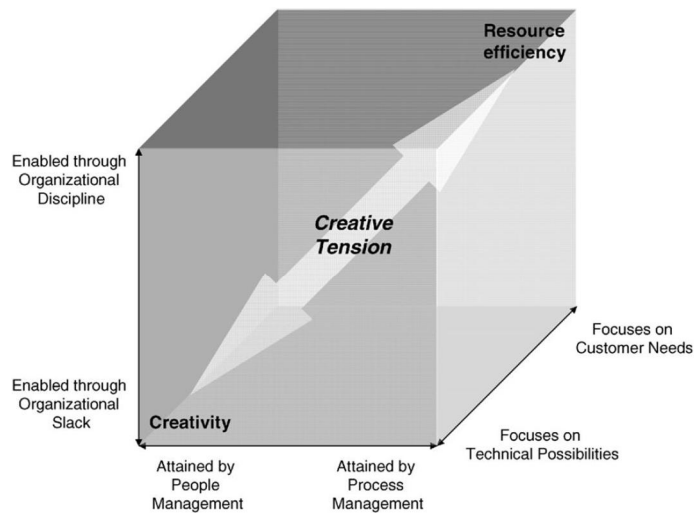 Resource
efficiency
Enabled through
Organizational
Discipline
Creative
Tension
Focuses on
Customer Needs
Enabled through
Organizational
Slack
Creativity
Focuses on
Technical Possibilities
Attained by
People
Management
Attained by
Process
Management